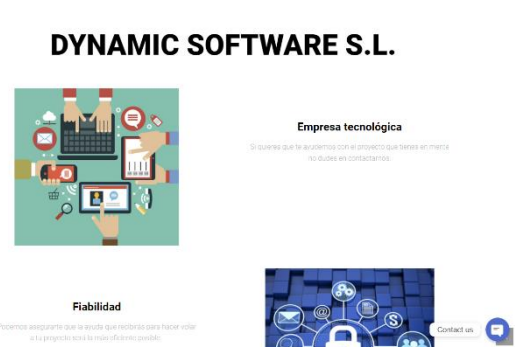 DYNAMIC SOFTWARE S.L.
Empresa tecnológica
Si quieres que te ayudemos con el proyecto que tienes en mente
no dudes en contactarnos.
Fiabilidad
Podemos asegurarte que la ayuda que recibirás para hacer volar
a tu proyecto será la más eficiente posible.
Contact us